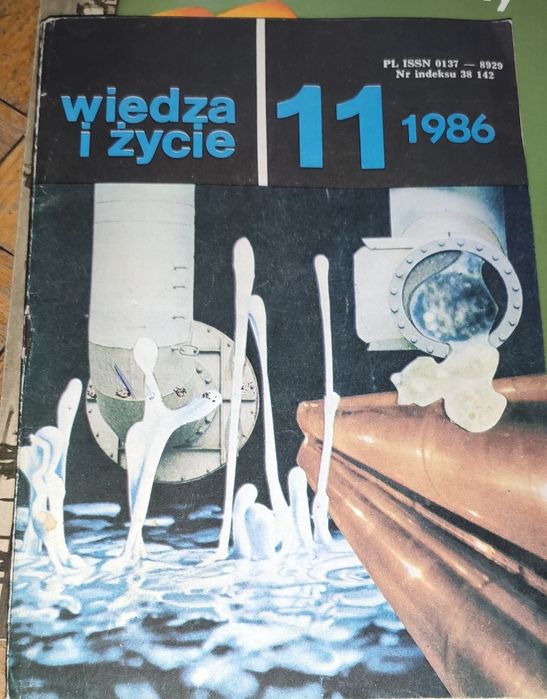 PL ISSN 0137 — 8929
Nr indeksu 38 142
wiedza
i życie
11 1986